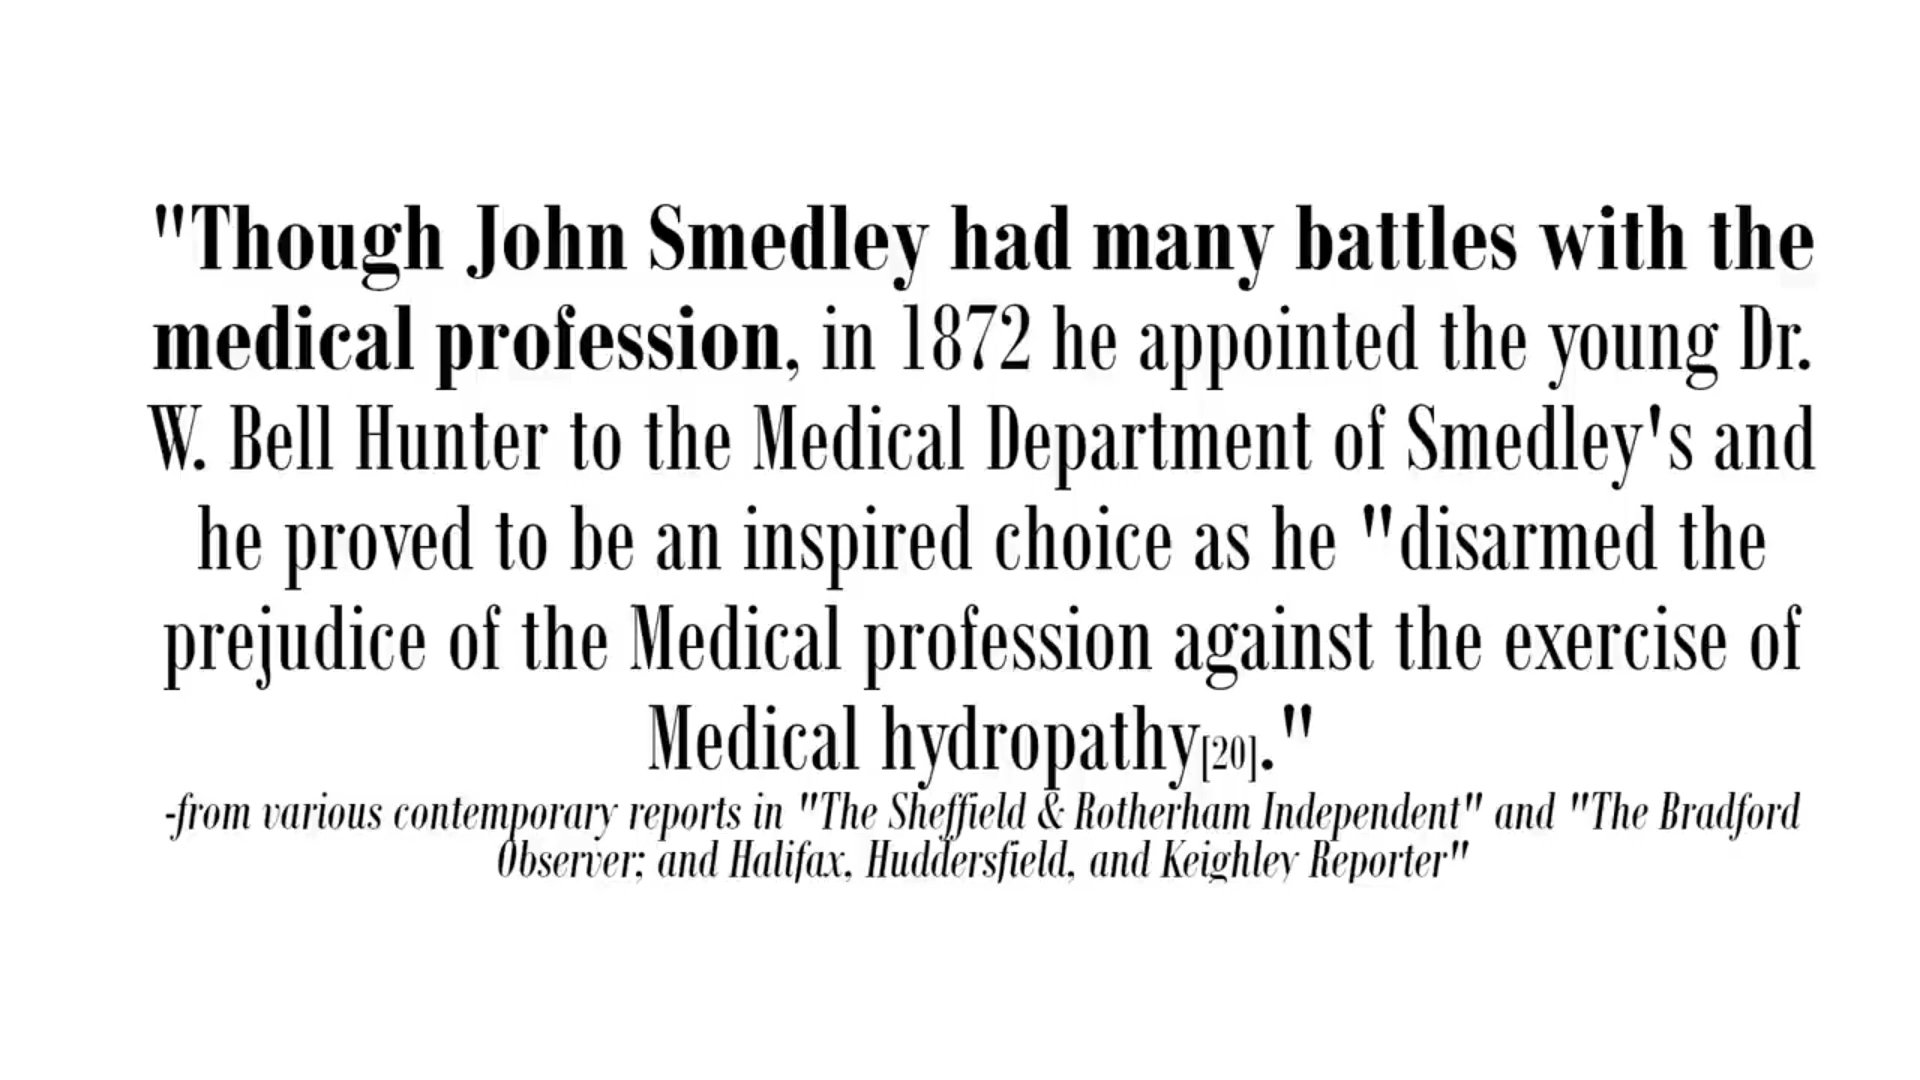 "Though John Smedley had many battles with the
medical profession, in 1872 he appointed the young Dr.
W. Bell Hunter to the Medical Department of Smedley's and
he proved to be an inspired choice as he "disarmed the
prejudice of the Medical profession against the exercise of
Medical hydropathy[20]."
-from various contemporary reports in "The Sheffield & Rotherham Independent" and "The Bradford
Observer; and Halifax, Huddersfield, and Keighley Reporter"